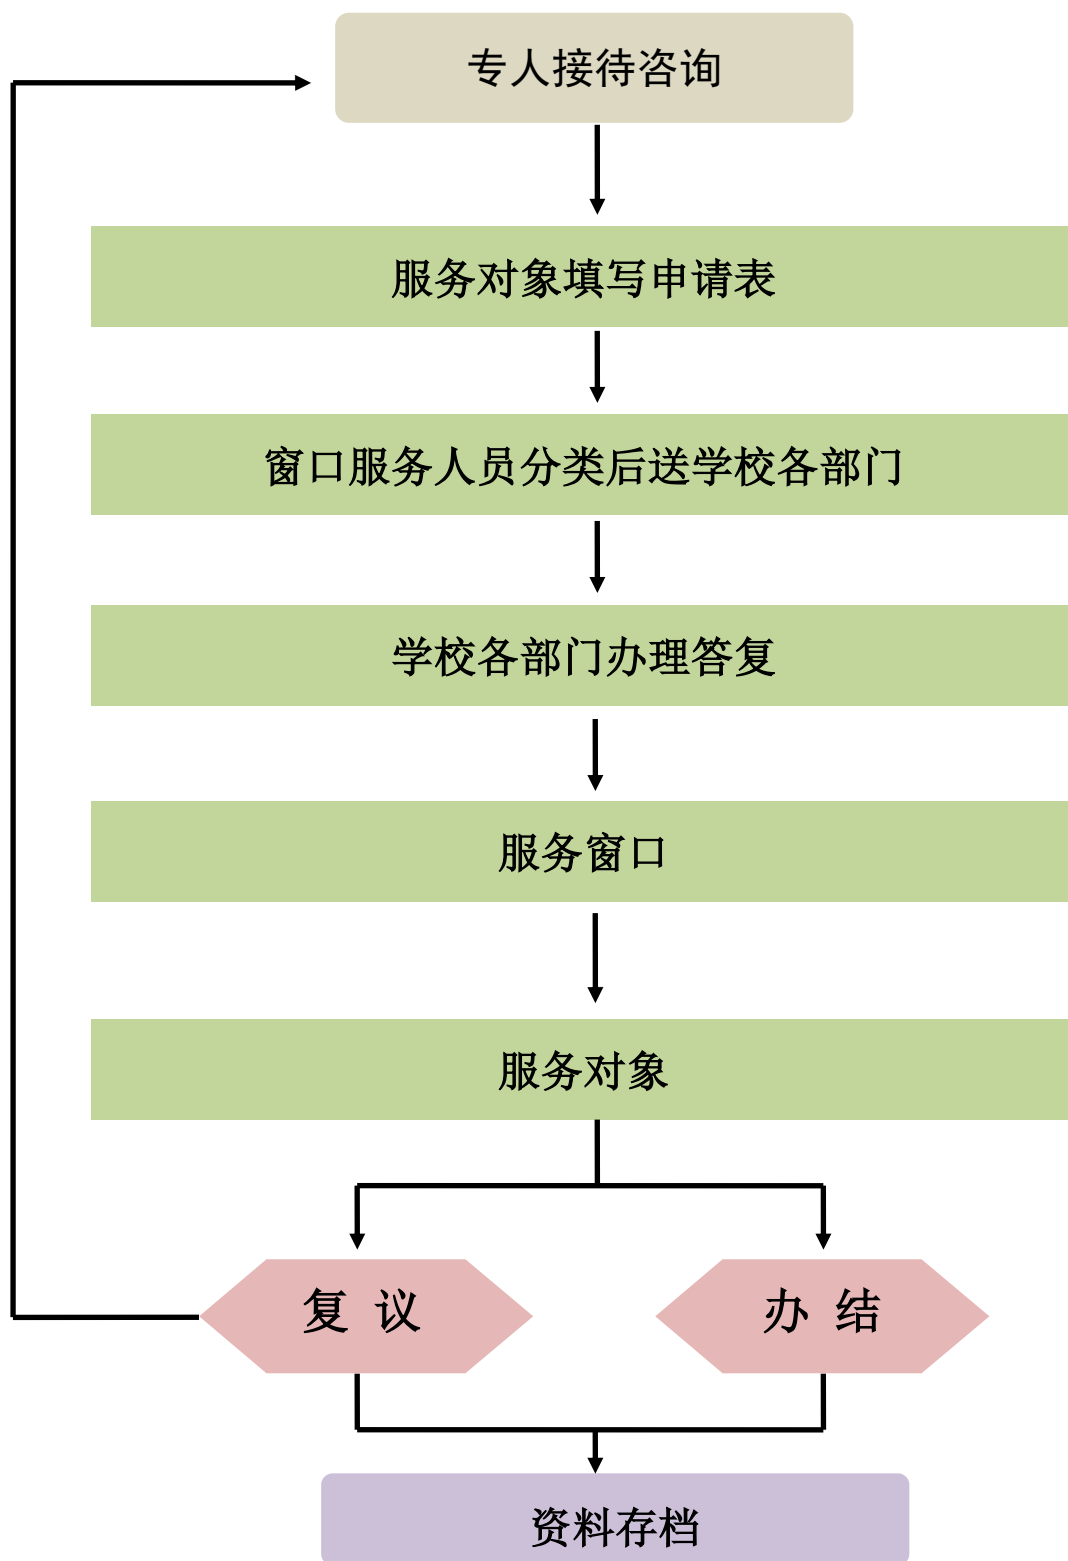 专人接待咨询
服务对象填写申请表
窗口服务人员分类后送学校各部门
学校各部门办理答复
服务窗口
服务对象
复 议
办 结
资料存档